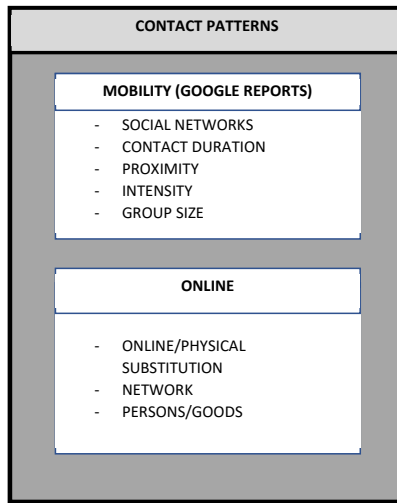 CONTACT PATTERNS
MOBILITY (GOOGLE REPORTS)
- SOCIAL NETWORKS
- CONTACT DURATION
- PROXIMITY
- INTENSITY
- GROUP SIZE
ONLINE
- ONLINE/PHYSICAL
SUBSTITUTION
- NETWORK
- PERSONS/GOODS